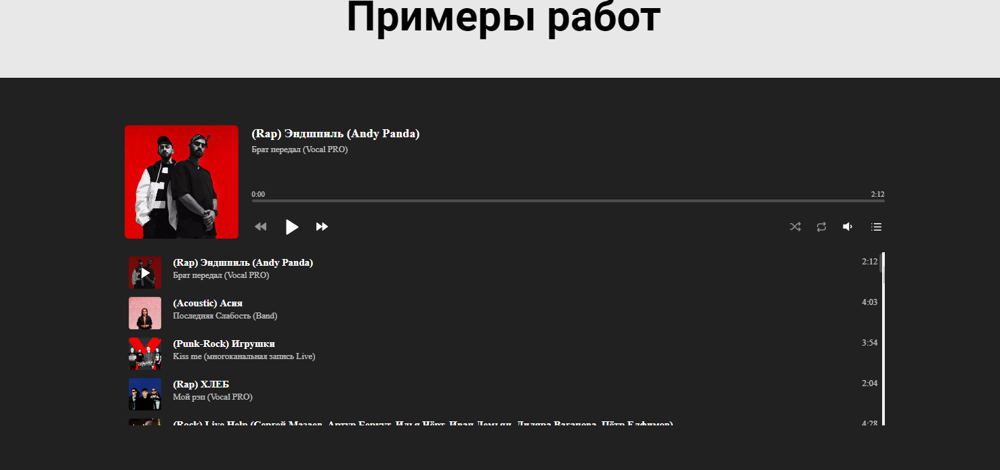 Примеры работ
(Rap) Эндшпиль (Andy Panda)
Брат передал (Vocal PRO)
0:00 2:12
(Rap) Эндшпиль (Andy Panda) 2:12
Брат передал (Vocal PRO)
(Acoustic) Асия 4:03
Последняя Слабость (Band)
(Punk-Rock) Игрушки 3:54
Kiss me (многоканальная запись Live)
(Rap) ХЛЕБ 2:04
Мой рэп (Vocal PRO)
(Rock) Live Help (Сергей Мазаев, Артур Беркут, Илья Чёрт, Иван Демьян, Диляра Вагапова, Пётр Елфимов) 4:28